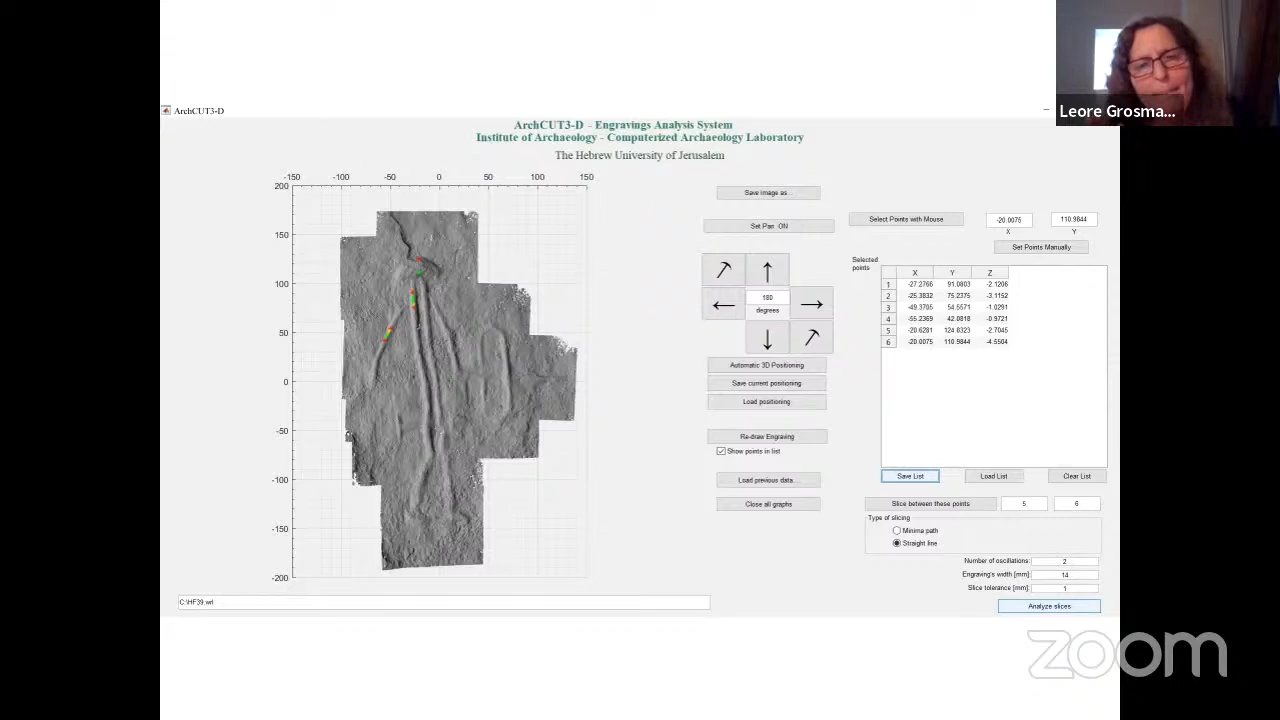 Leore Grosma...
ArchCUT3-D
ArchCUT3-D - Engravings Analysis System
Institute of Archaeology - Computerized Archaeology Laboratory
The Hebrew University of Jerusalem
-150 -100 -50 0 50 100 150
200
150
100
50
0
-50
-100
-150
-200
Save image as...
Set Pan ON
180
degrees
Automatic 3D Positioning
Save current positioning
Load positioning
Re-draw Engraving
Show points in list
Load previous data...
Close all graphs
Select Points with Mouse
-20.0075 110.9844
X Y
Set Points Manually
Selected
points
X Y Z
1 -27.2766 91.0803 -2.1206
2 -25.3832 75.2375 -3.1152
3 -49.3705 54.5571 -1.0291
4 -55.2369 42.0818 -0.9721
5 -20.6281 124.8323 -2.7045
6 -20.0075 110.9844 -4.5504
Save List Load List Clear List
Slice between these points 5 6
Type of slicing
Minima path
Straight line
Number of oscillations: 2
Engraving's width [mm]: 14
Slice tolerance [mm]: 1
Analyze slices
C:\HF39.wrl
zoom